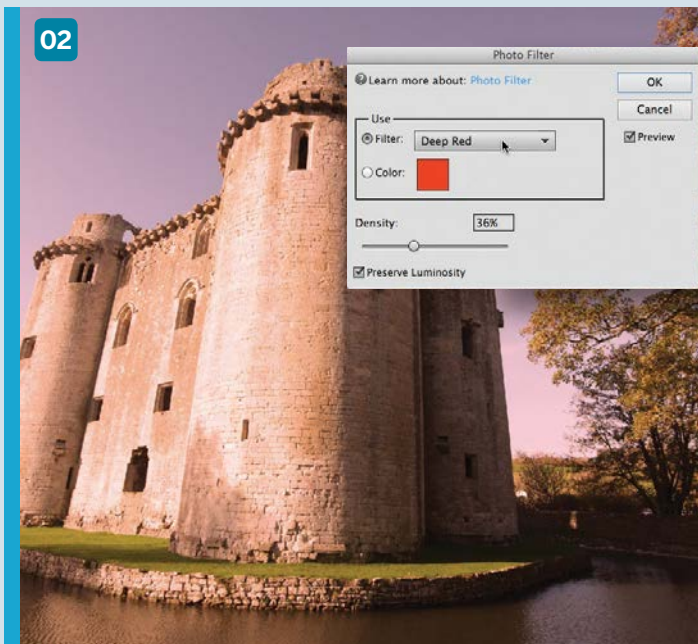 02
Photo Filter
Learn more about: Photo Filter
OK
Cancel
Preview
Use
Filter: Deep Red
Color:
Density: 36%
Preserve Luminosity